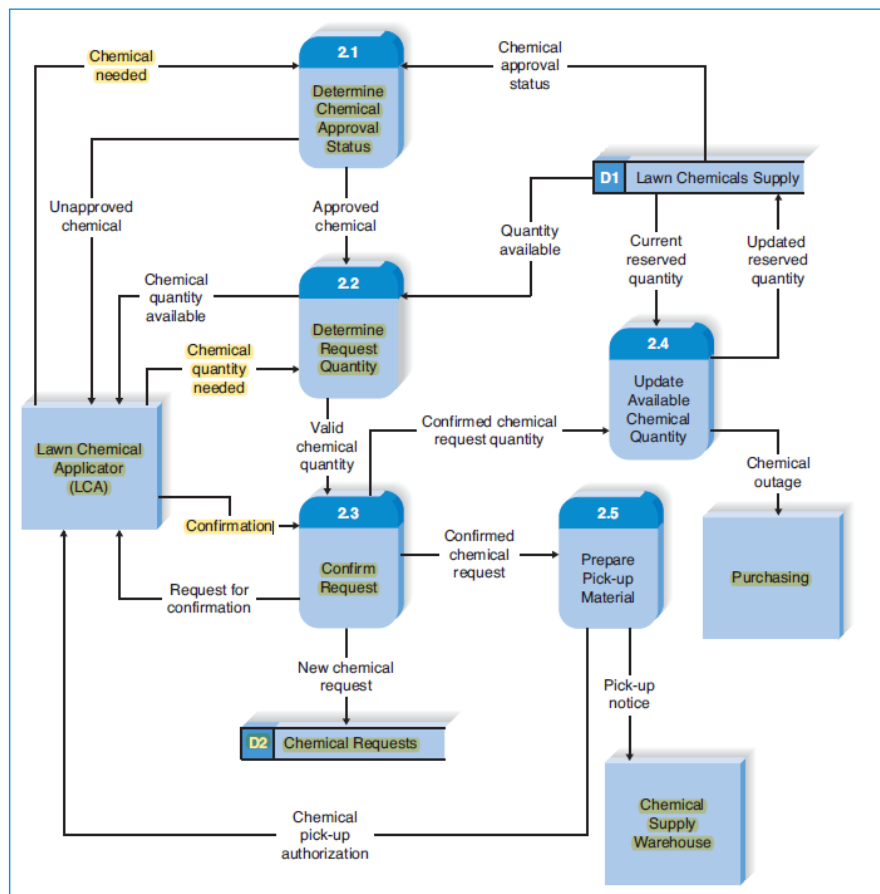 2.1
Chemical
needed
Chemical
approval
status
Determine
Chemical
Approval
Status
D1 Lawn Chemicals Supply
Unapproved
chemical
Approved
chemical
Quantity
available
Current
reserved
quantity
Updated
reserved
quantity
Chemical
quantity
available
2.2
Determine
Request
Quantity
2.4
Update
Available
Chemical
Quantity
Chemical
quantity
needed
Valid
chemical
quantity
Confirmed chemical
request quantity
Lawn Chemical
Applicator
(LCA)
Chemical
outage
Confirmation
2.3
Confirm
Request
Confirmed
chemical
request
2.5
Prepare
Pick-up
Material
Purchasing
Request for
confirmation
New chemical
request
Pick-up
notice
D2 Chemical Requests
Chemical
Supply
Warehouse
Chemical
pick-up
authorization